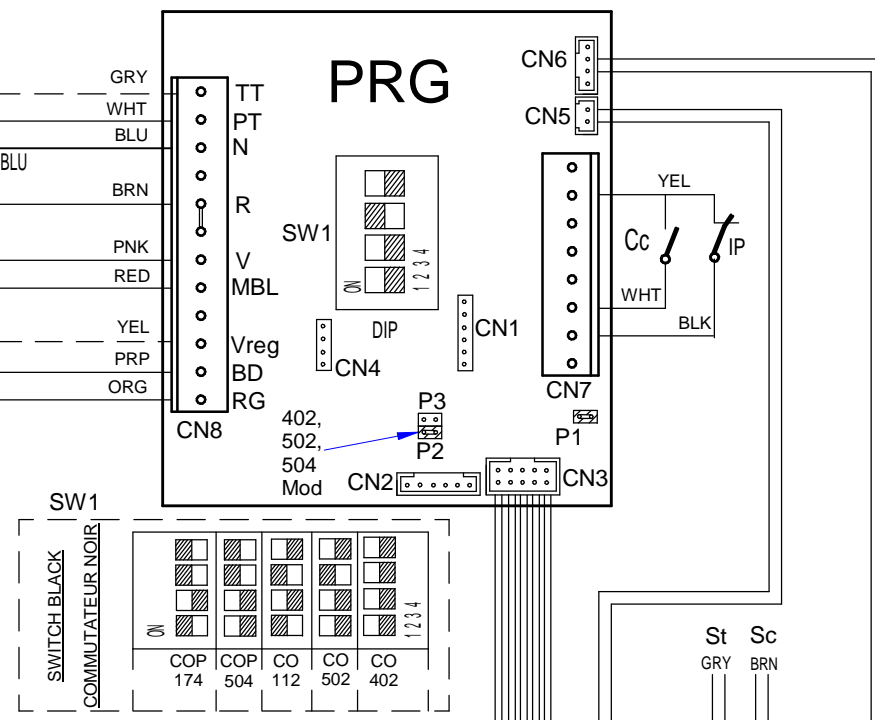 PRG
CN6
CN5
GRY
TT
WHT
PT
BLU
N
BLU
BRN
R
PNK
V
RED
MBL
YEL
Vreg
PRP
BD
ORG
RG
CN8
SW1
ON
1 2 3 4
DIP
CN4
CN1
YEL
Cc
IP
WHT
BLK
CN7
P3
P2
P1
402,
502,
504
Mod
CN2
CN3
SW1
SWITCH BLACK
COMMUTATEUR NOIR
ON
1 2 3 4
COP
174
COP
504
CO
112
CO
502
CO
402
St
Sc
GRY
BRN